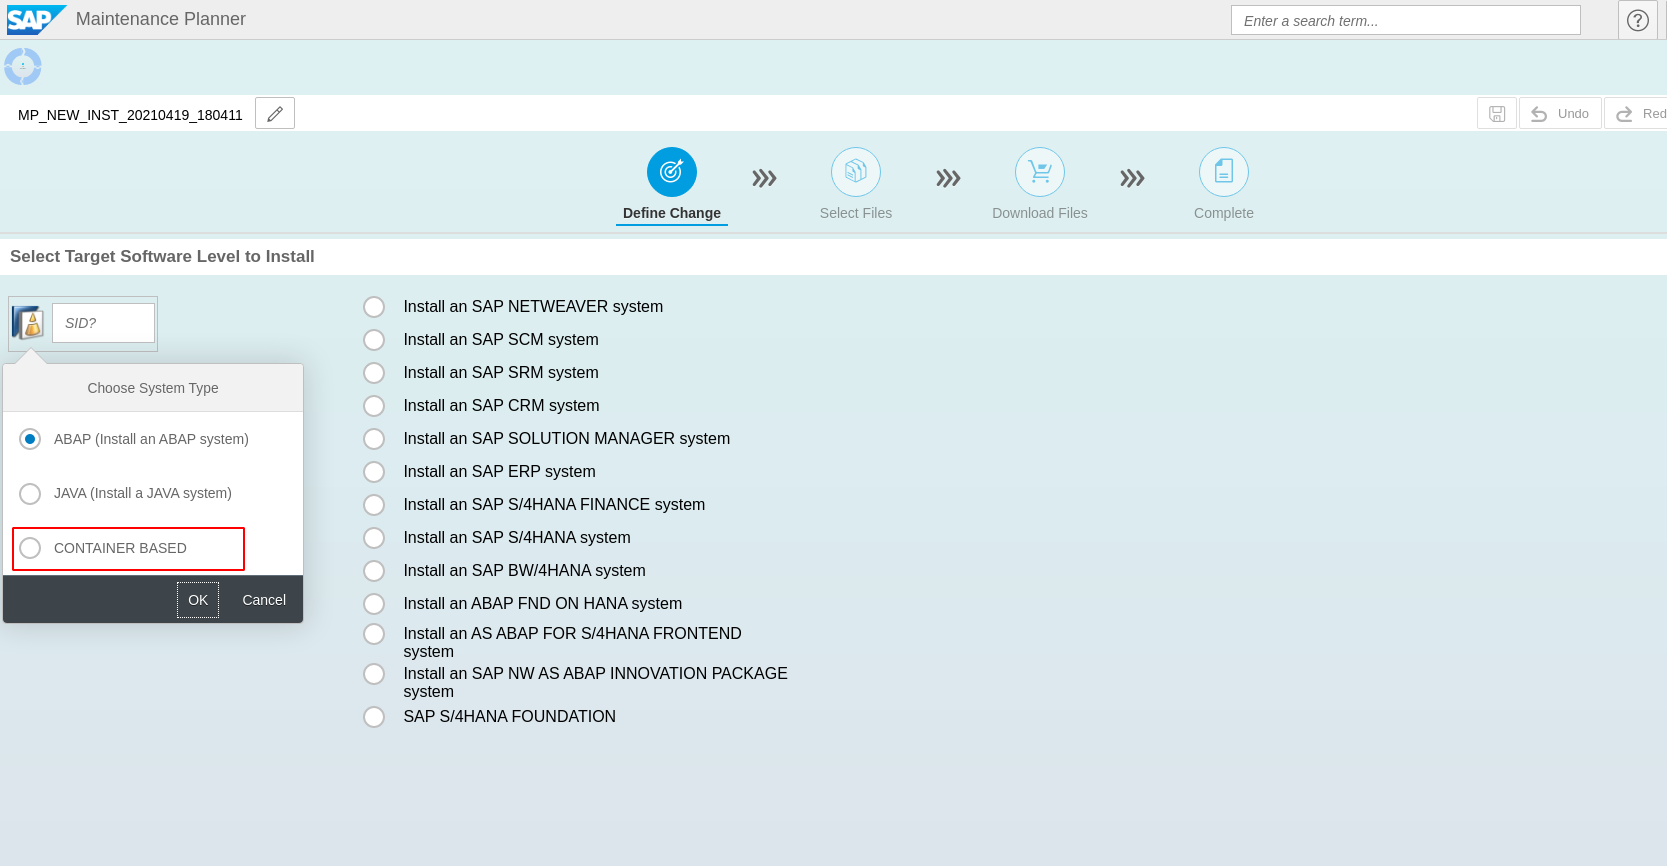 SAP Maintenance Planner
Enter a search term...
MP_NEW_INST_20210419_180411
Undo
Red
Define Change
Select Files
Download Files
Complete
Select Target Software Level to Install
SID?
Choose System Type
ABAP (Install an ABAP system)
JAVA (Install a JAVA system)
CONTAINER BASED
OK
Cancel
Install an SAP NETWEAVER system
Install an SAP SCM system
Install an SAP SRM system
Install an SAP CRM system
Install an SAP SOLUTION MANAGER system
Install an SAP ERP system
Install an SAP S/4HANA FINANCE system
Install an SAP S/4HANA system
Install an SAP BW/4HANA system
Install an ABAP FND ON HANA system
Install an AS ABAP FOR S/4HANA FRONTEND
system
Install an SAP NW AS ABAP INNOVATION PACKAGE
system
SAP S/4HANA FOUNDATION